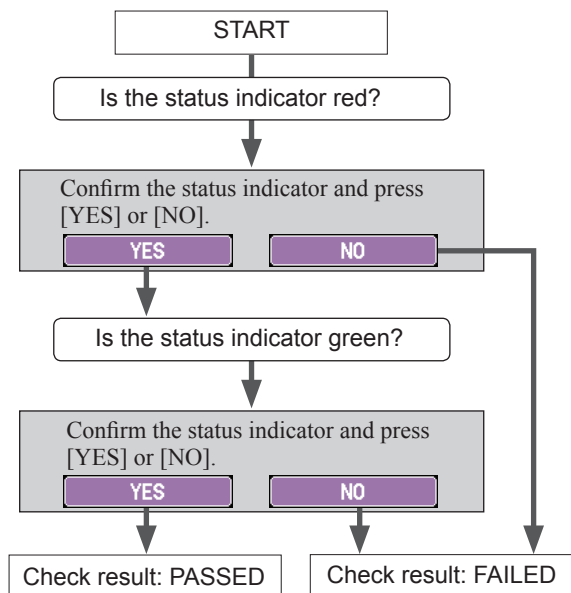 START
Is the status indicator red?
Confirm the status indicator and press
[YES] or [NO].
YES
NO
Is the status indicator green?
Confirm the status indicator and press
[YES] or [NO].
YES
NO
Check result: PASSED
Check result: FAILED